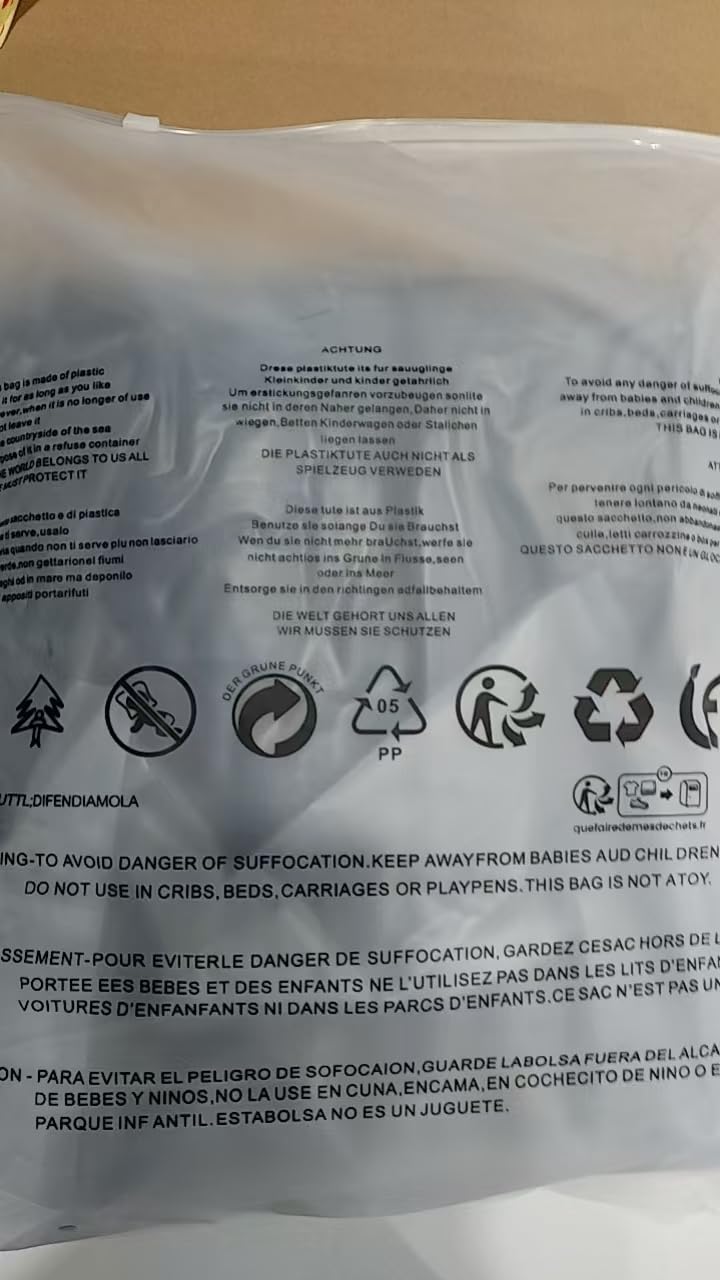 bag is made of plastic
it for as long as you like
ever,when it is no longer of use
ot leave it
countryside of the sea
in a refuse container
E WORLD BELONGS TO US ALL
PROTECT IT
sacchetto e di plastica
ti serve,usalo
quando non ti serve plu non lasciario
non gettarionel fiumi
od in mare ma deponilo
appositi portarifuti
ACHTUNG
Drese plastiktute its fur sauuglinge
Kleinkinder und kinder getahrlich
Um erstickungsgefanren vorzubeugen sonlite
sie nicht in deren Naher gelangen,Daher nicht in
wiegen,Betten Kinderwagen oder Stalichen
liegen lassen
DIE PLASTIKTUTE AUCH NICHT ALS
SPIELZEUG VERWEDEN
Diese tute ist aus Plastik
Benutze sle solange Du sie Brauchst
Wen du sie nicht mehr braUchst,werfe sie
nicht achtlos ins Grune In Flusse,seen
oder ins Meer
Entsorge sie in den richtingen adfallbehaltem
DIE WELT GEHORT UNS ALLEN
WIR MUSSEN SIE SCHUTZEN
To avoid any danger of
away from babies and children
in cribs,beds,carriages or
THIS BAG IS
Per pervenire ogni pericolo
tenere lontano da
questo sacchetto,non
culle,letti carrozzine
QUESTO SACCHETTO NON
DER GRUNE PUNKT
05
PP
FR
UTTL;DIFENDIAMOLA
quefairedemesdechets.fr
ING-TO AVOID DANGER OF SUFFOCATION.KEEP AWAYFROM BABIES AUD CHIL DREN
DO NOT USE IN CRIBS,BEDS,CARRIAGES OR PLAYPENS.THIS BAG IS NOT ATOY.
SSEMENT-POUR EVITERLE DANGER DE SUFFOCATION,GARDEZ CESAC HORS DE L
PORTEE EES BEBES ET DES ENFANTS NE L'UTILISEZ PAS DANS LES LITS D'ENFA
VOITURES D'ENFANFANTS NI DANS LES PARCS D'ENFANTS.CE SAC N'EST PAS UN
ON - PARA EVITAR EL PELIGRO DE SOFOCAION,GUARDE LABOLSA FUERA DEL ALCA
DE BEBES Y NINOS,NO LA USE EN CUNA,ENCAMA,EN COCHECITO DE NINO O E
PARQUE INF ANTIL.ESTABOLSA NO ES UN JUGUETE.